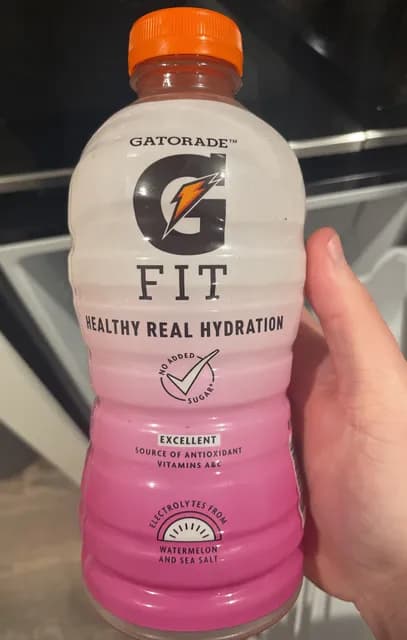 GATORADE™
G
FIT
HEALTHY REAL HYDRATION
NO ADDED
SUGAR*
EXCELLENT
SOURCE OF ANTIOXIDANT
VITAMINS A&C
ELECTROLYTES FROM
WATERMELON
AND SEA SALT